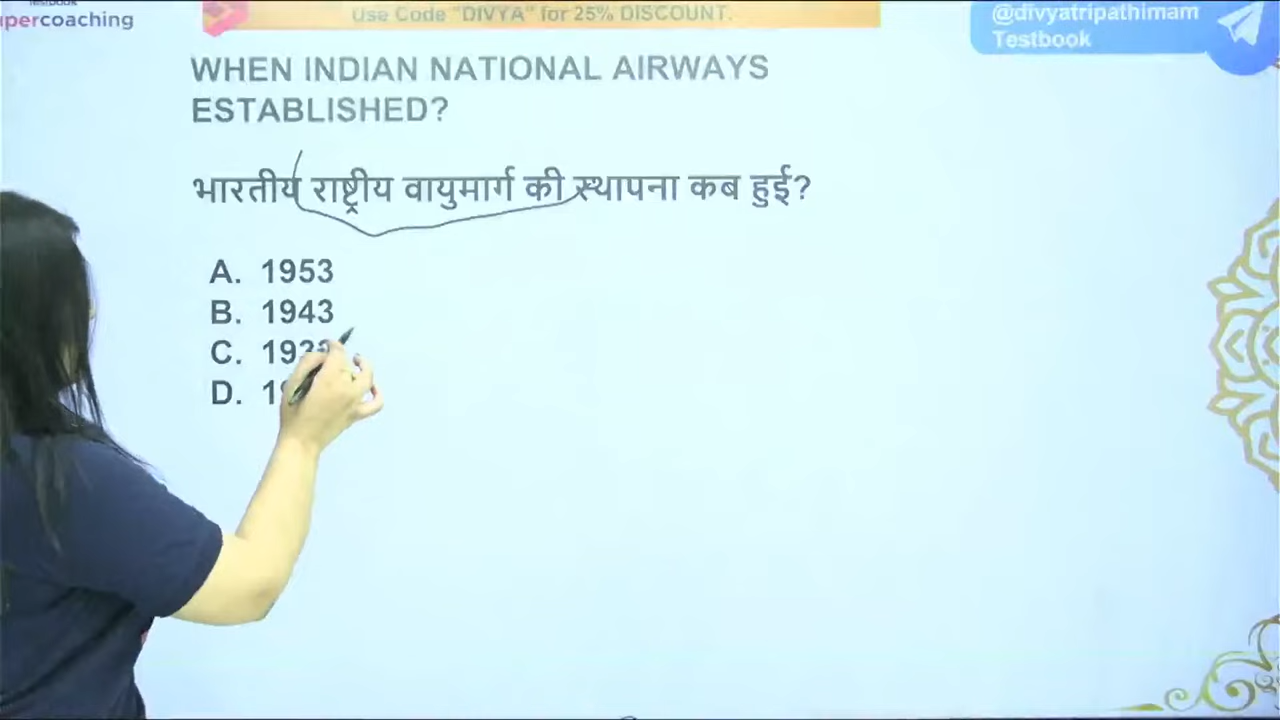 percoaching
Use Code "DIVYA" for 25% DISCOUNT.
@divyatripathimam
Testbook
WHEN INDIAN NATIONAL AIRWAYS
ESTABLISHED?
भारतीय राष्ट्रीय वायुमार्ग की स्थापना कब हुई?
A. 1953
B. 1943
C.
D.